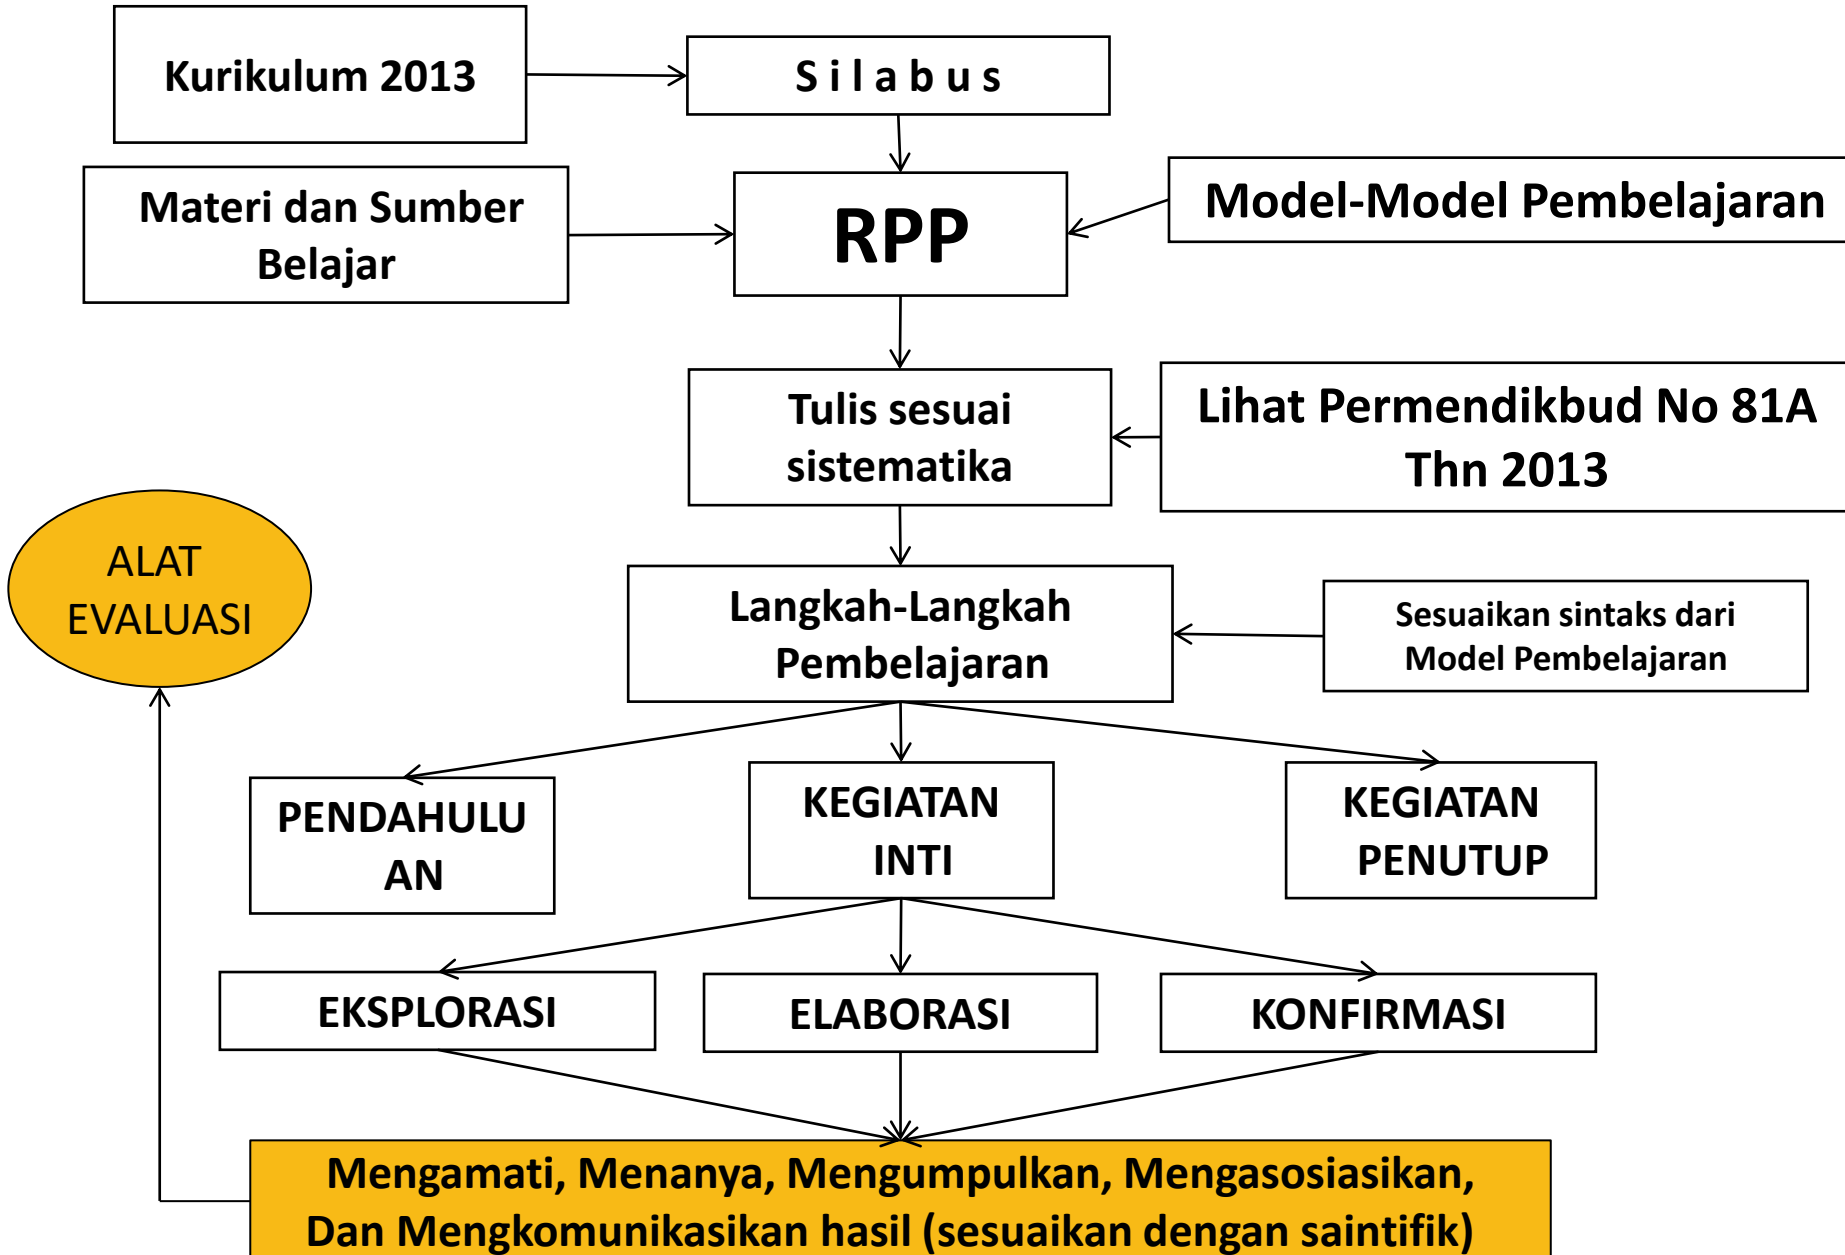 Kurikulum 2013
S i l a b u s
Materi dan Sumber
Belajar
RPP
Model-Model Pembelajaran
Tulis sesuai
sistematika
Lihat Permendikbud No 81A
Thn 2013
ALAT
EVALUASI
Langkah-Langkah
Pembelajaran
Sesuaikan sintaks dari
Model Pembelajaran
PENDAHULU
AN
KEGIATAN
INTI
KEGIATAN
PENUTUP
EKSPLORASI
ELABORASI
KONFIRMASI
Mengamati, Menanya, Mengumpulkan, Mengasosiasikan,
Dan Mengkomunikasikan hasil (sesuaikan dengan saintifik)